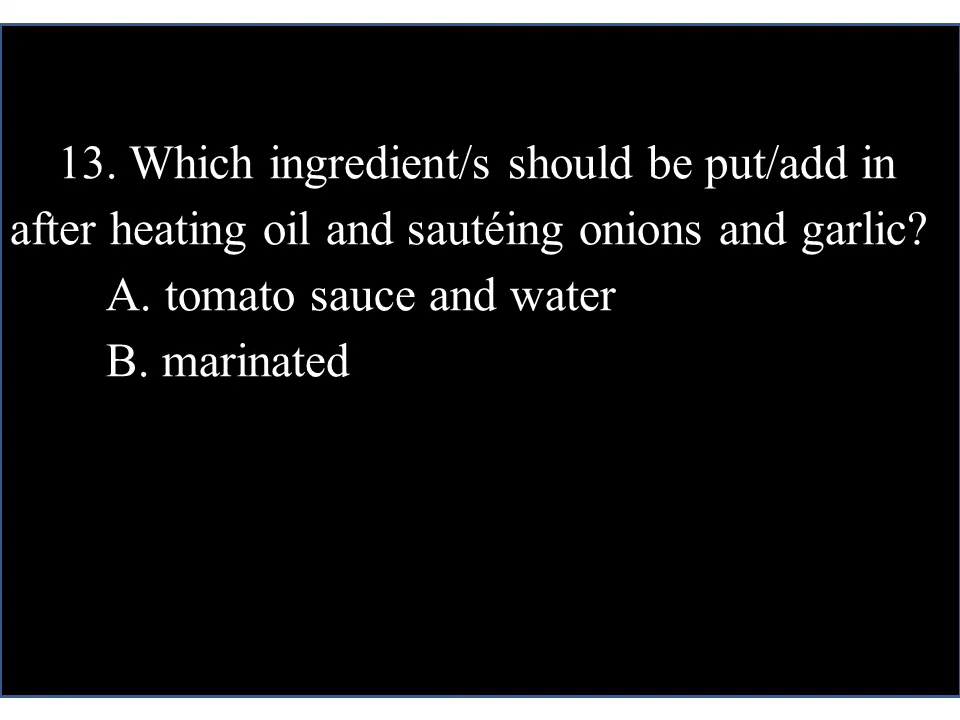 13. Which ingredient/s should be put/add in
after heating oil and sautéing onions and garlic?
A. tomato sauce and water
B. marinated